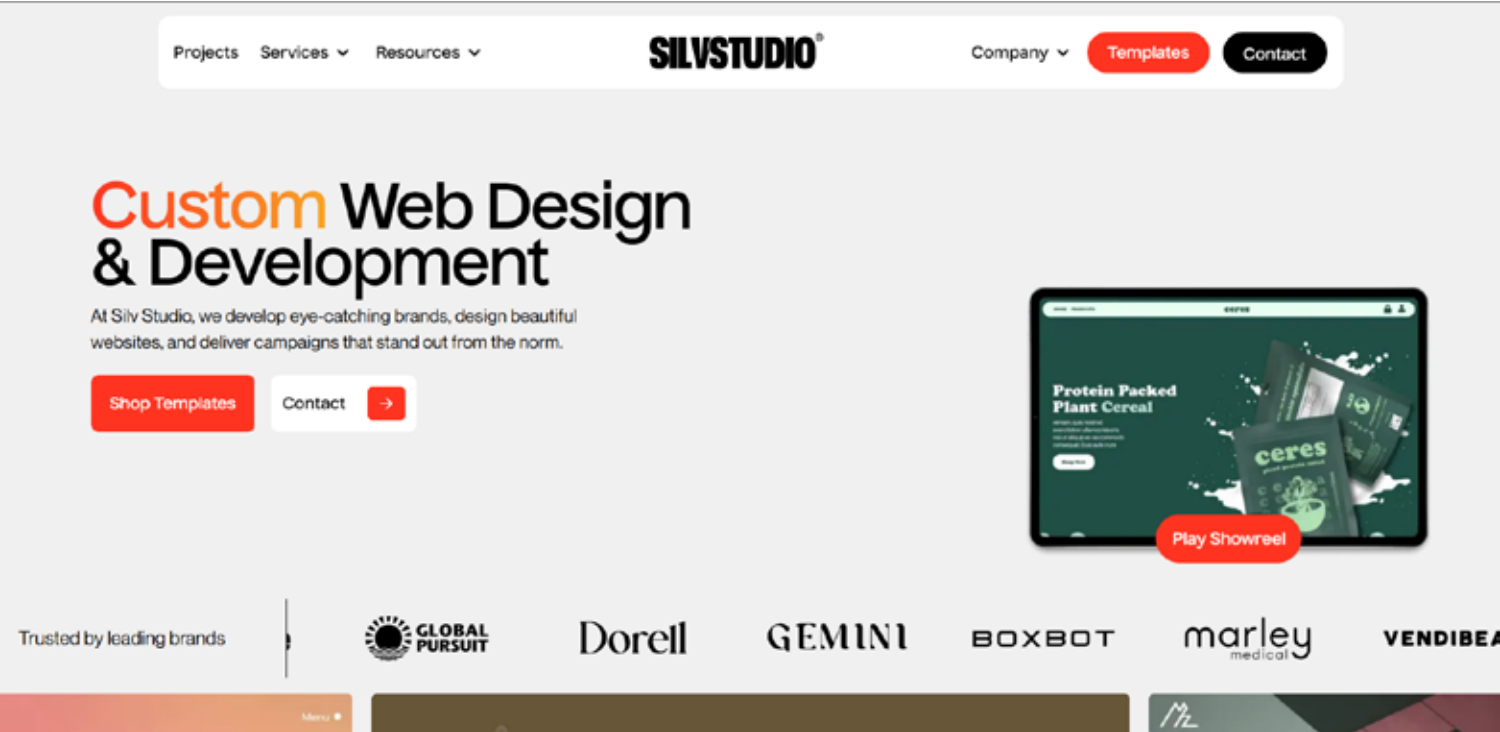 Projects
Services
Resources
SILVSTUDIO®
Company
Templates
Contact
Custom Web Design
& Development
At Silv Studio, we develop eye-catching brands, design beautiful
websites, and deliver campaigns that stand out from the norm.
Shop Templates
Contact
ceres
Protein Packed
Plant Cereal
ceres
Play Showreel
Trusted by leading brands
GLOBAL
PURSUIT
Dorell
GEMINI
BOXBOT
marley
medical
VENDIBEA
Menu